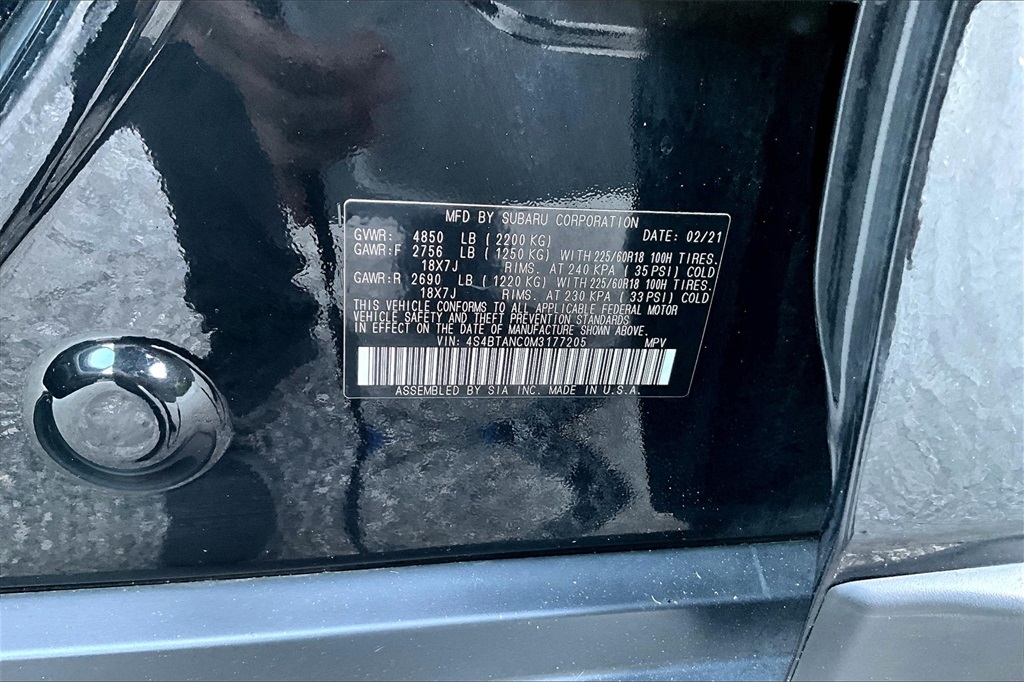 MFD BY SUBARU CORPORATION
GVWR: 4850 LB ( 2200 KG) DATE: 02/21
GAWR:F 2756 LB ( 1250 KG) WITH 225/60R18 100H TIRES.
18X7J RIMS. AT 240 KPA ( 35 PSI) COLD
GAWR:R 2690 LB ( 1220 KG) WITH 225/60R18 100H TIRES.
18X7J RIMS. AT 230 KPA ( 33 PSI) COLD
THIS VEHICLE CONFORMS TO ALL APPLICABLE FEDERAL MOTOR
VEHICLE SAFETY AND THEFT PREVENTION STANDARDS
IN EFFECT ON THE DATE OF MANUFACTURE SHOWN ABOVE.
VIN: 4S4BTANC0M3177205 MPV
ASSEMBLED BY SIA INC. MADE IN U.S.A.